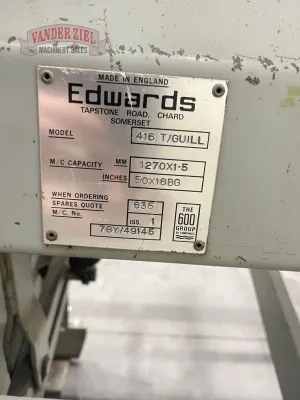 VANDER ZIEL
MACHINERY SALES
MADE IN ENGLAND
Edwards
TAPSTONE ROAD, CHARD
SOMERSET
MODEL 416 T/GUILL
M/C CAPACITY MM 1270X1·5
INCHES 50X16BG
WHEN ORDERING
SPARES QUOTE 635
M/C. No. ISS. 1
78Y/49145
THE
600
GROUP